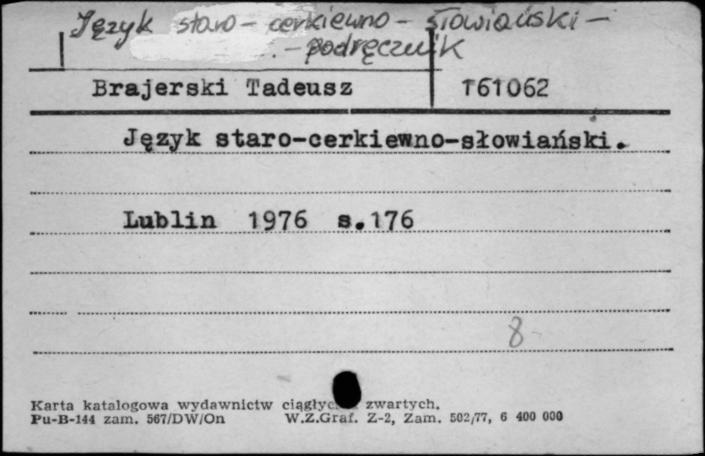 Język staro-cerkiewno-słowiański-
-podręcznik
Brajerski Tadeusz T61062
Język staro-cerkiewno-słowiański.
Lublin 1976 s.176
8
Karta katalogowa wydawnictw zwartych.
Pu-B-144 zam. 567/DW/On W.Z.Graf. Z-2, Zam. 502/77, 6 400 000